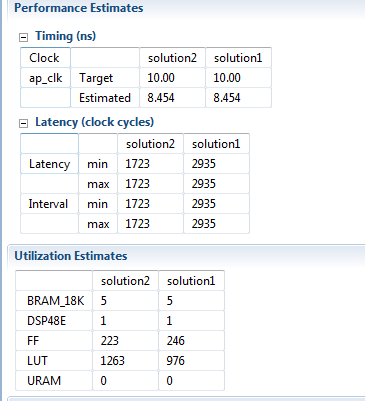 Performance Estimates
Timing (ns)
Clock solution2 solution1
ap_clk Target 10.00 10.00
Estimated 8.454 8.454
Latency (clock cycles)
solution2 solution1
Latency min 1723 2935
max 1723 2935
Interval min 1723 2935
max 1723 2935
Utilization Estimates
solution2 solution1
BRAM_18K 5 5
DSP48E 1 1
FF 223 246
LUT 1263 976
URAM 0 0